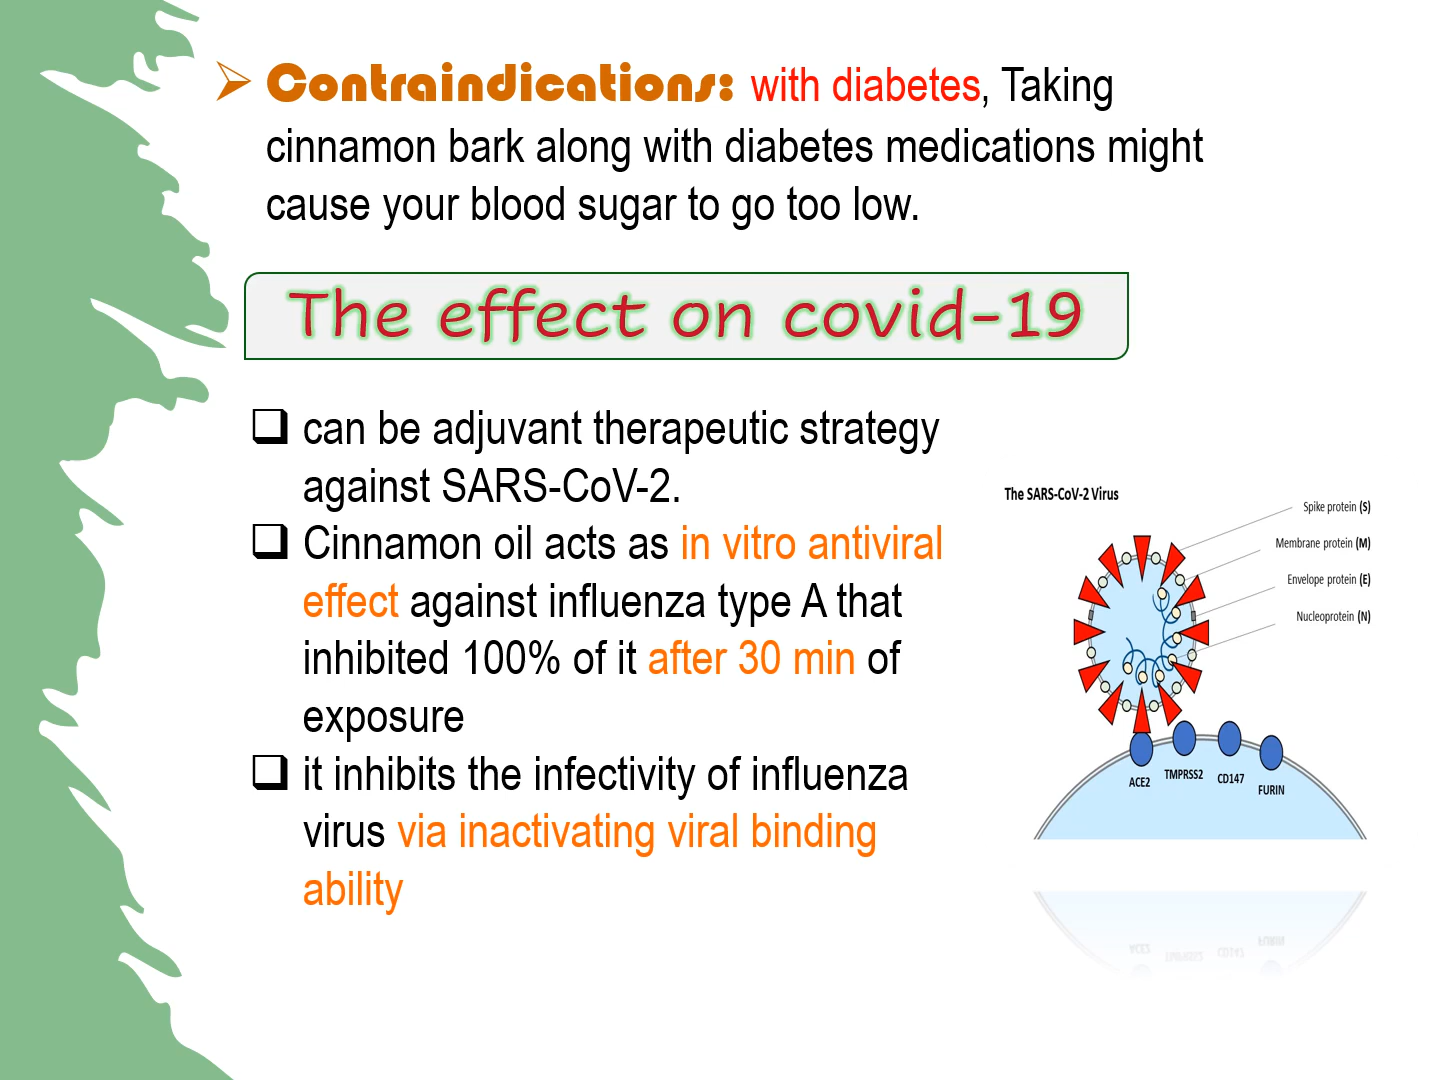 Contraindications: with diabetes, Taking
cinnamon bark along with diabetes medications might
cause your blood sugar to go too low.
The effect on covid-19
can be adjuvant therapeutic strategy
against SARS-CoV-2.
Cinnamon oil acts as in vitro antiviral
effect against influenza type A that
inhibited 100% of it after 30 min of
exposure
it inhibits the infectivity of influenza
virus via inactivating viral binding
ability
The SARS-CoV-2 Virus
Spike protein (S)
Membrane protein (M)
Envelope protein (E)
Nucleoprotein (N)
ACE2
TMPRSS2
CD147
FURIN